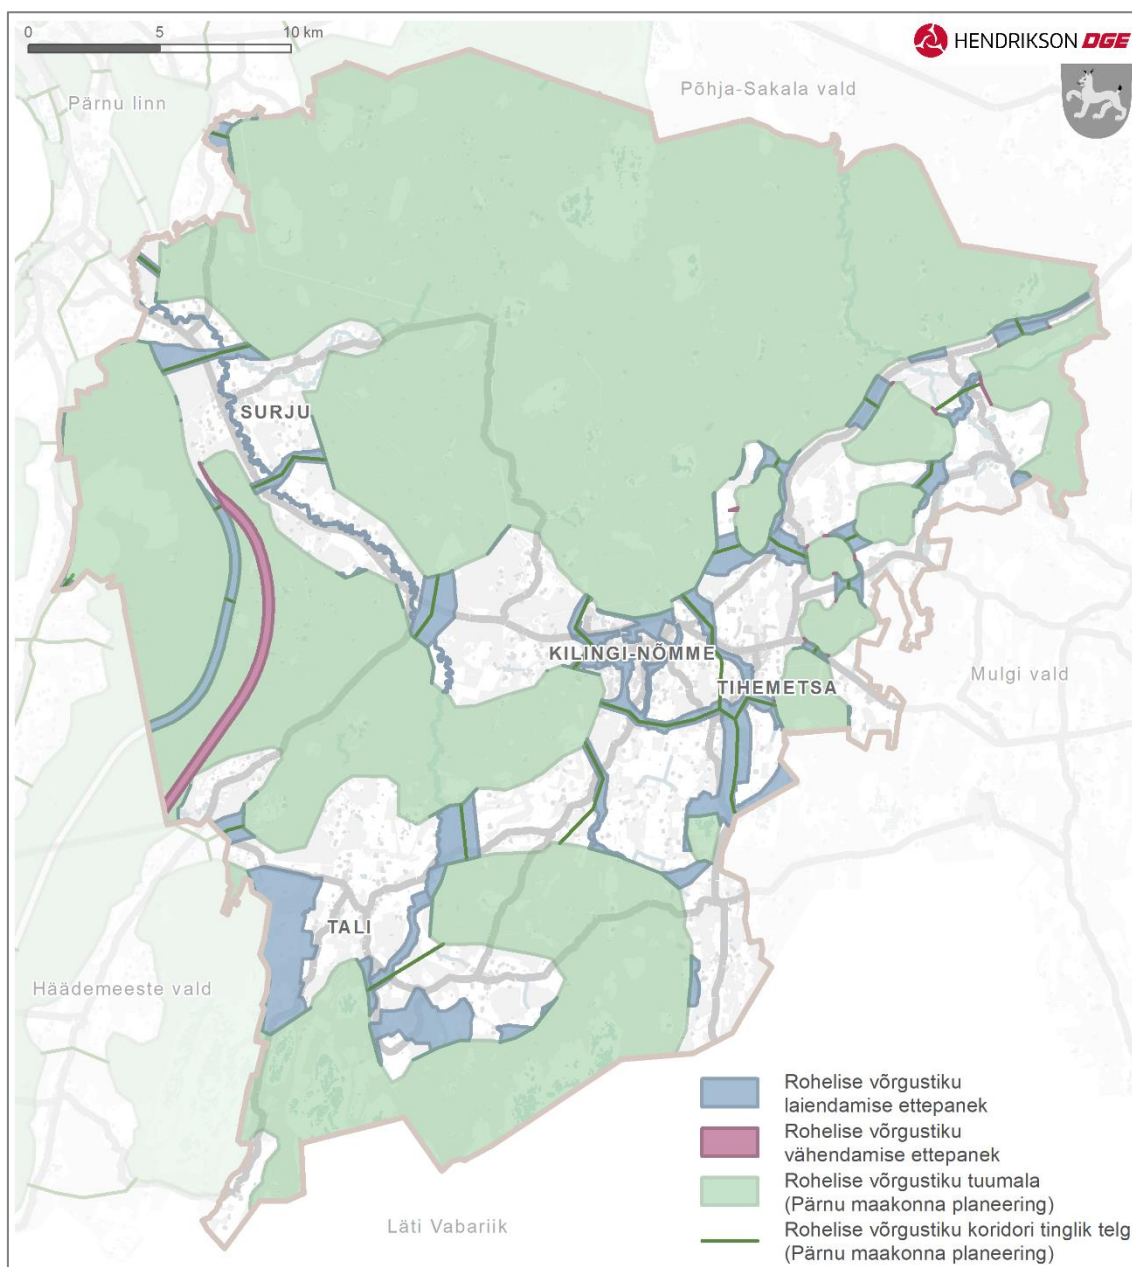 0 5 10 km
HENDRIKSON DGE
Pärnu linn
Põhja-Sakala vald
SURJU
KILINGI-NÕMME
TIHEMETSA
Mulgi vald
TALI
Häädemeeste vald
Läti Vabariik
Rohelise võrgustiku
laiendamise ettepanek
Rohelise võrgustiku
vähendamise ettepanek
Rohelise võrgustiku tuumala
(Pärnu maakonna planeering)
Rohelise võrgustiku koridori tinglik telg
(Pärnu maakonna planeering)